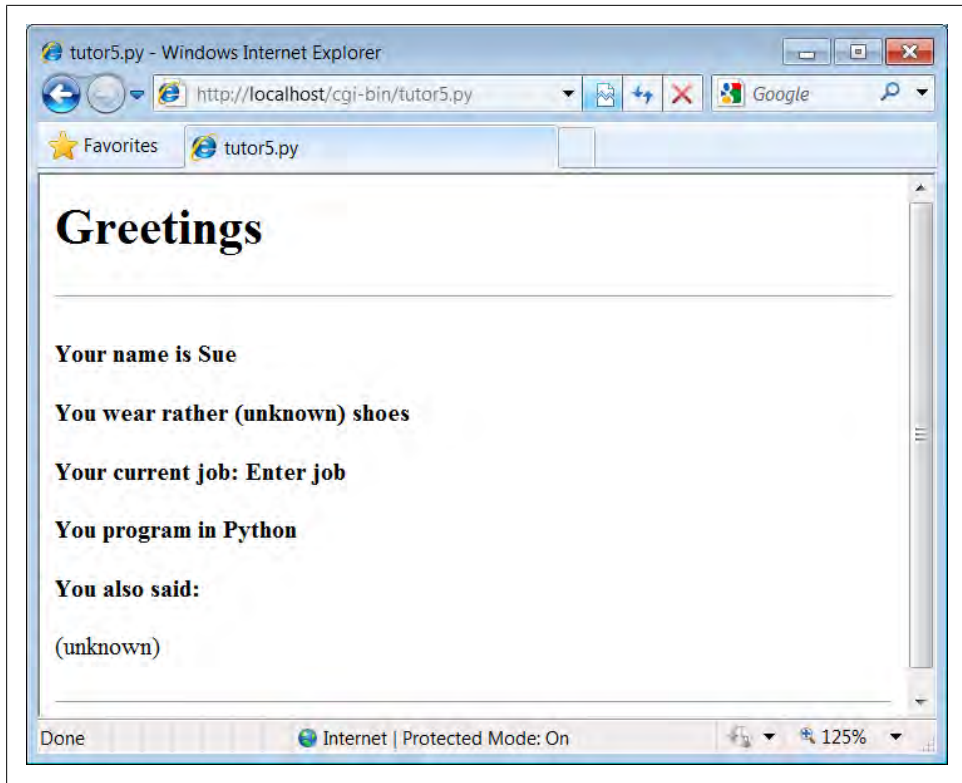 tutor5.py - Windows Internet Explorer
http://localhost/cgi-bin/tutor5.py
Google
Favorites
tutor5.py
Greetings
Your name is Sue
You wear rather (unknown) shoes
Your current job: Enter job
You program in Python
You also said:
(unknown)
Done
Internet | Protected Mode: On
125%